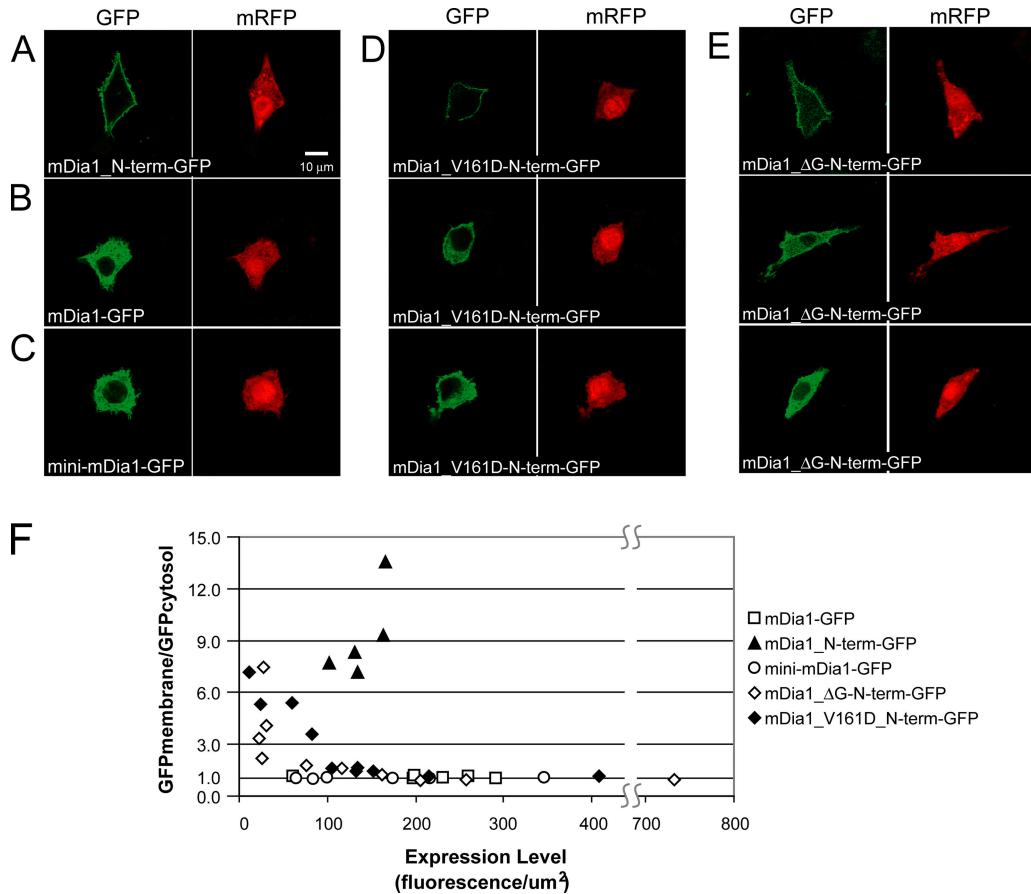 GFP mRFP
GFP mRFP
GFP mRFP
A
mDia1_N-term-GFP
10 µm
B
mDia1-GFP
C
mini-mDia1-GFP
D
mDia1_V161D-N-term-GFP
mDia1_V161D-N-term-GFP
mDia1_V161D-N-term-GFP
E
mDia1_ΔG-N-term-GFP
mDia1_ΔG-N-term-GFP
mDia1_ΔG-N-term-GFP
F
GFPmembrane/GFPcytosol
15.0
12.0
9.0
6.0
3.0
1.0
0.0
0 100 200 300 400 700 800
Expression Level
(fluorescence/um²)
mDia1-GFP
mDia1_N-term-GFP
mini-mDia1-GFP
mDia1_ΔG-N-term-GFP
mDia1_V161D_N-term-GFP